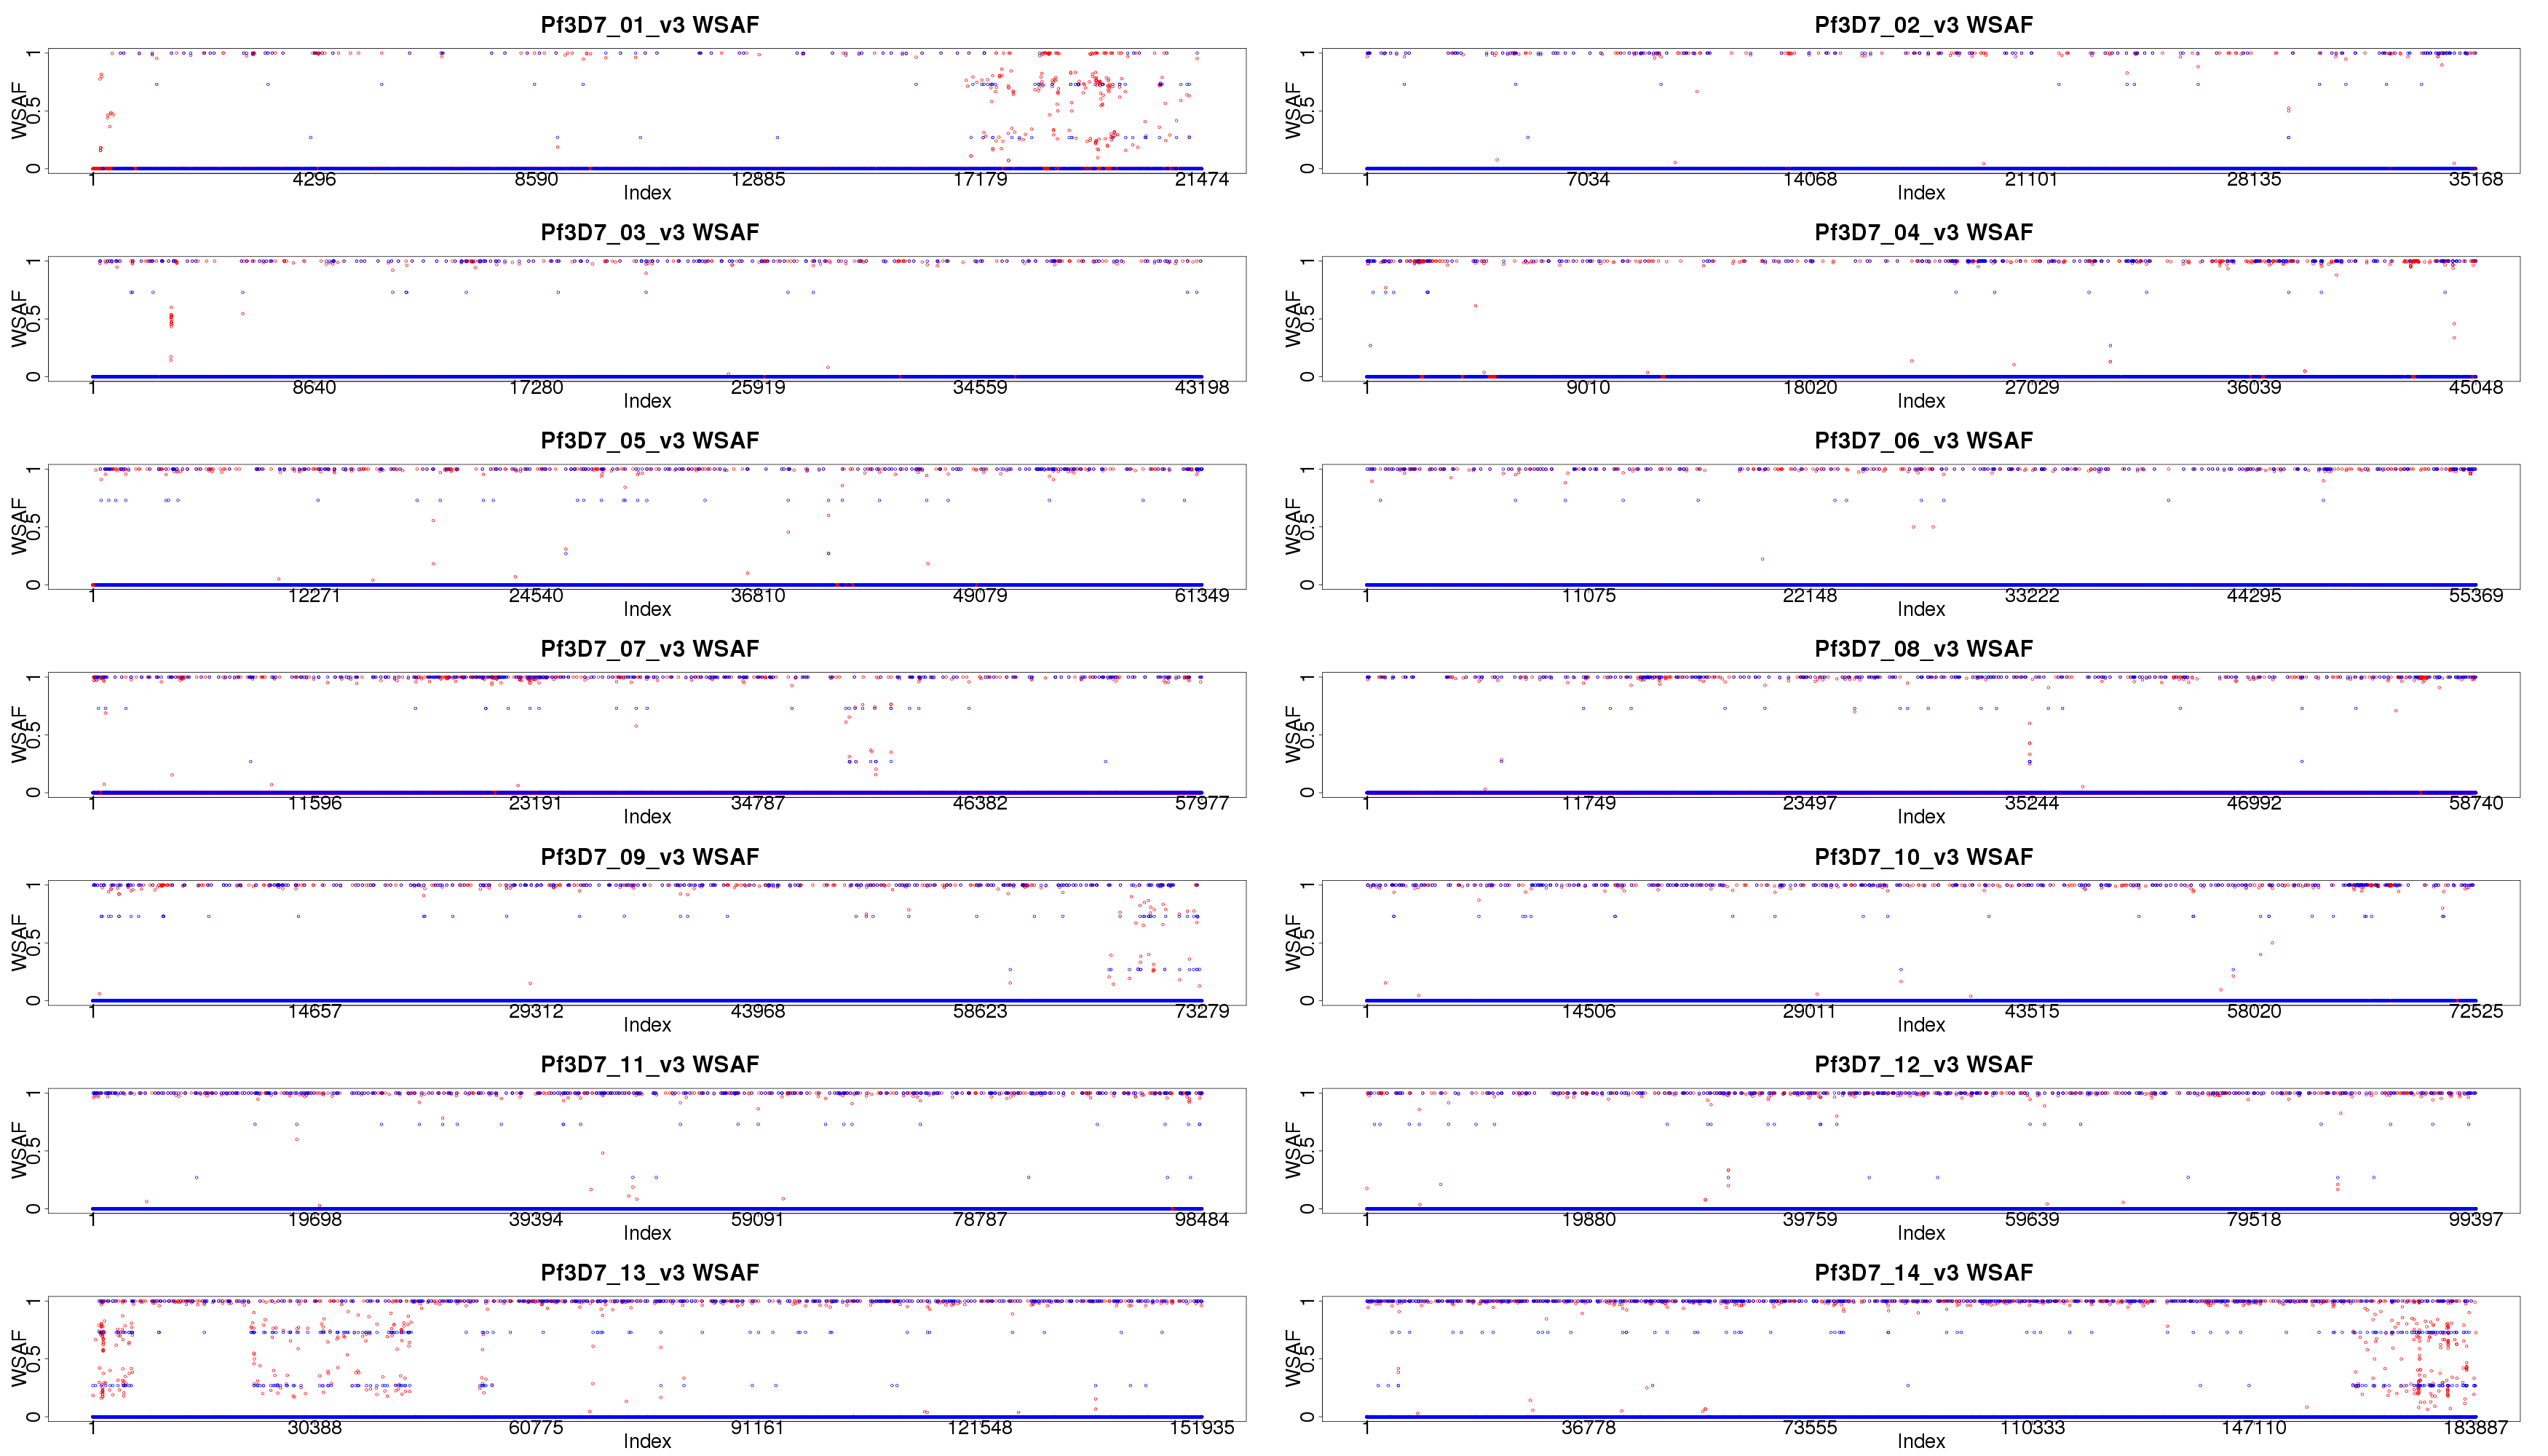 Pf3D7_01_v3 WSAF
WSAF
1
0.5
0
1 4296 8590 12885 17179 21474
Index
Pf3D7_02_v3 WSAF
WSAF
1
0.5
0
1 7034 14068 21101 28135 35168
Index
Pf3D7_03_v3 WSAF
WSAF
1
0.5
0
1 8640 17280 25919 34559 43198
Index
Pf3D7_04_v3 WSAF
WSAF
1
0.5
0
1 9010 18020 27029 36039 45048
Index
Pf3D7_05_v3 WSAF
WSAF
1
0.5
0
1 12271 24540 36810 49079 61349
Index
Pf3D7_06_v3 WSAF
WSAF
1
0.5
0
1 11075 22148 33222 44295 55369
Index
Pf3D7_07_v3 WSAF
WSAF
1
0.5
0
1 11596 23191 34787 46382 57977
Index
Pf3D7_08_v3 WSAF
WSAF
1
0.5
0
1 11749 23497 35244 46992 58740
Index
Pf3D7_09_v3 WSAF
WSAF
1
0.5
0
1 14657 29312 43968 58623 73279
Index
Pf3D7_10_v3 WSAF
WSAF
1
0.5
0
1 14506 29011 43515 58020 72525
Index
Pf3D7_11_v3 WSAF
WSAF
1
0.5
0
1 19698 39394 59091 78787 98484
Index
Pf3D7_12_v3 WSAF
WSAF
1
0.5
0
1 19880 39759 59639 79518 99397
Index
Pf3D7_13_v3 WSAF
WSAF
1
0.5
0
1 30388 60775 91161 121548 151935
Index
Pf3D7_14_v3 WSAF
WSAF
1
0.5
0
1 36778 73555 110333 147110 183887
Index